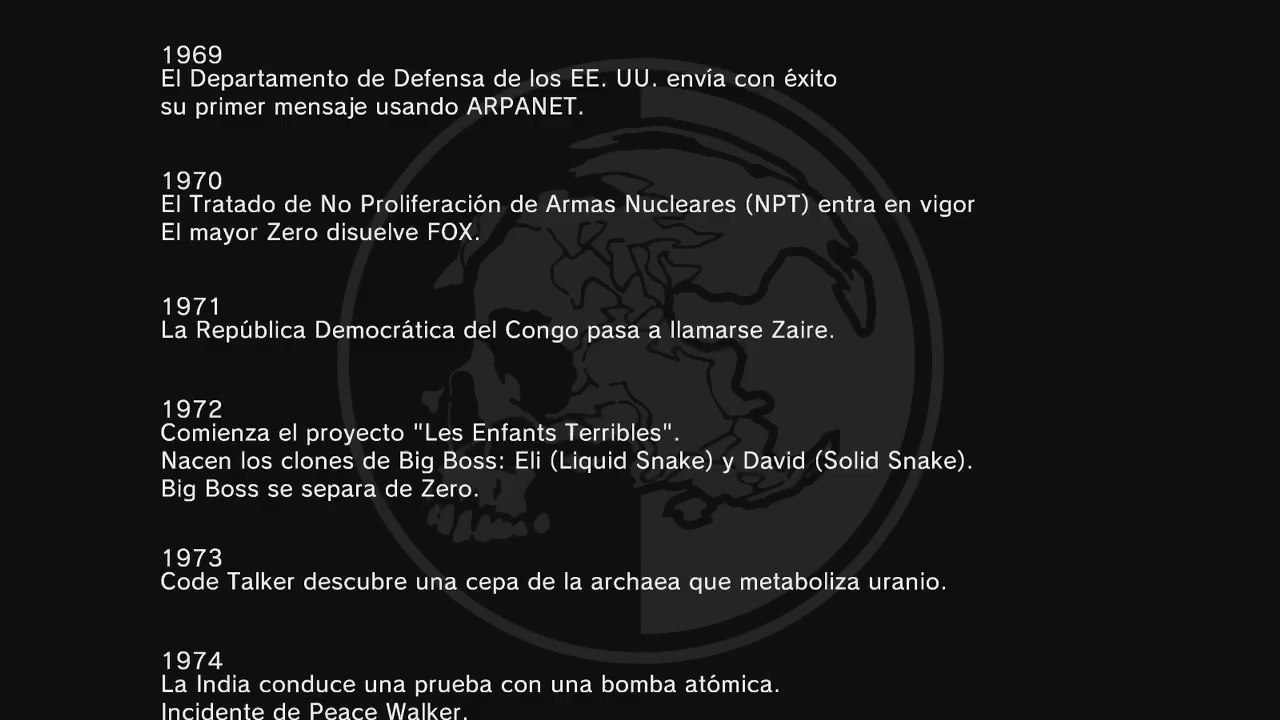 1969
El Departamento de Defensa de los EE. UU. envía con éxito
su primer mensaje usando ARPANET.
1970
El Tratado de No Proliferación de Armas Nucleares (NPT) entra en vigor
El mayor Zero disuelve FOX.
1971
La República Democrática del Congo pasa a llamarse Zaire.
1972
Comienza el proyecto "Les Enfants Terribles".
Nacen los clones de Big Boss: Eli (Liquid Snake) y David (Solid Snake).
Big Boss se separa de Zero.
1973
Code Talker descubre una cepa de la archaea que metaboliza uranio.
1974
La India conduce una prueba con una bomba atómica.
Incidente de Peace Walker.